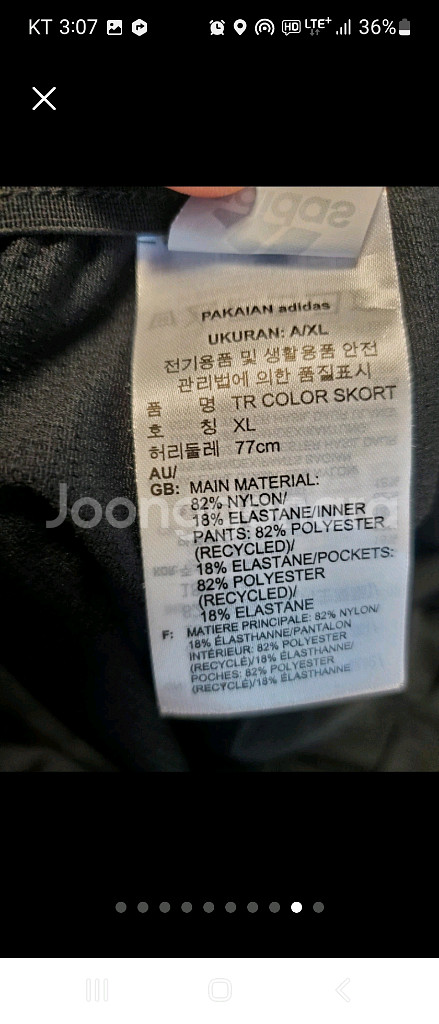 KT 3:07
HD LTE+ 36%
PAKAIAN adidas
UKURAN: A/XL
전기용품 및 생활용품 안전
관리법에 의한 품질표시
품 명 TR COLOR SKORT
호 칭 XL
허리둘레 77cm
AU/
GB: MAIN MATERIAL:
82% NYLON/
18% ELASTANE/INNER
PANTS: 82% POLYESTER
(RECYCLED)/
18% ELASTANE/POCKETS:
82% POLYESTER
(RECYCLED)/
18% ELASTANE
F: MATIERE PRINCIPALE: 82% NYLON/
18% ÉLASTHANNE/PANTALON
INTÉRIEUR: 82% POLYESTER
(RECYCLÉ)/18% ÉLASTHANNE/
POCHES: 82% POLYESTER
(RECYCLÉ)/18% ÉLASTHANNE